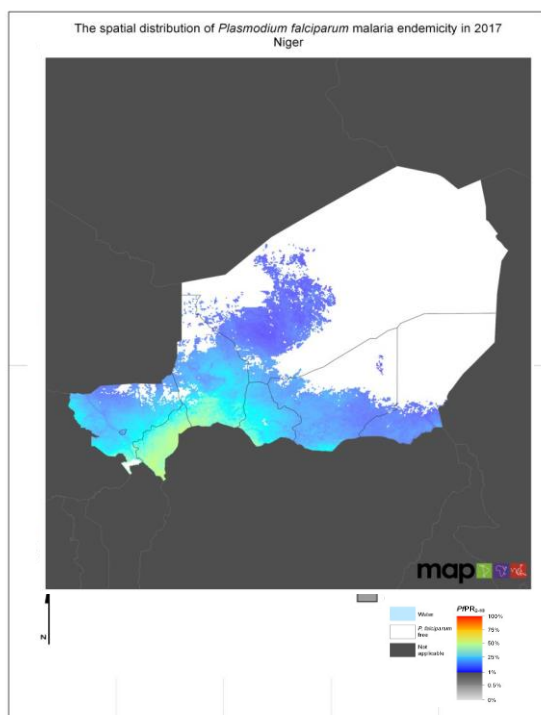 The spatial distribution of Plasmodium falciparum malaria endemicity in 2017
Niger
map
N
Water
P. falciparum
free
Not
applicable
PfPR2-10
100%
75%
50%
25%
1%
0.5%
0%